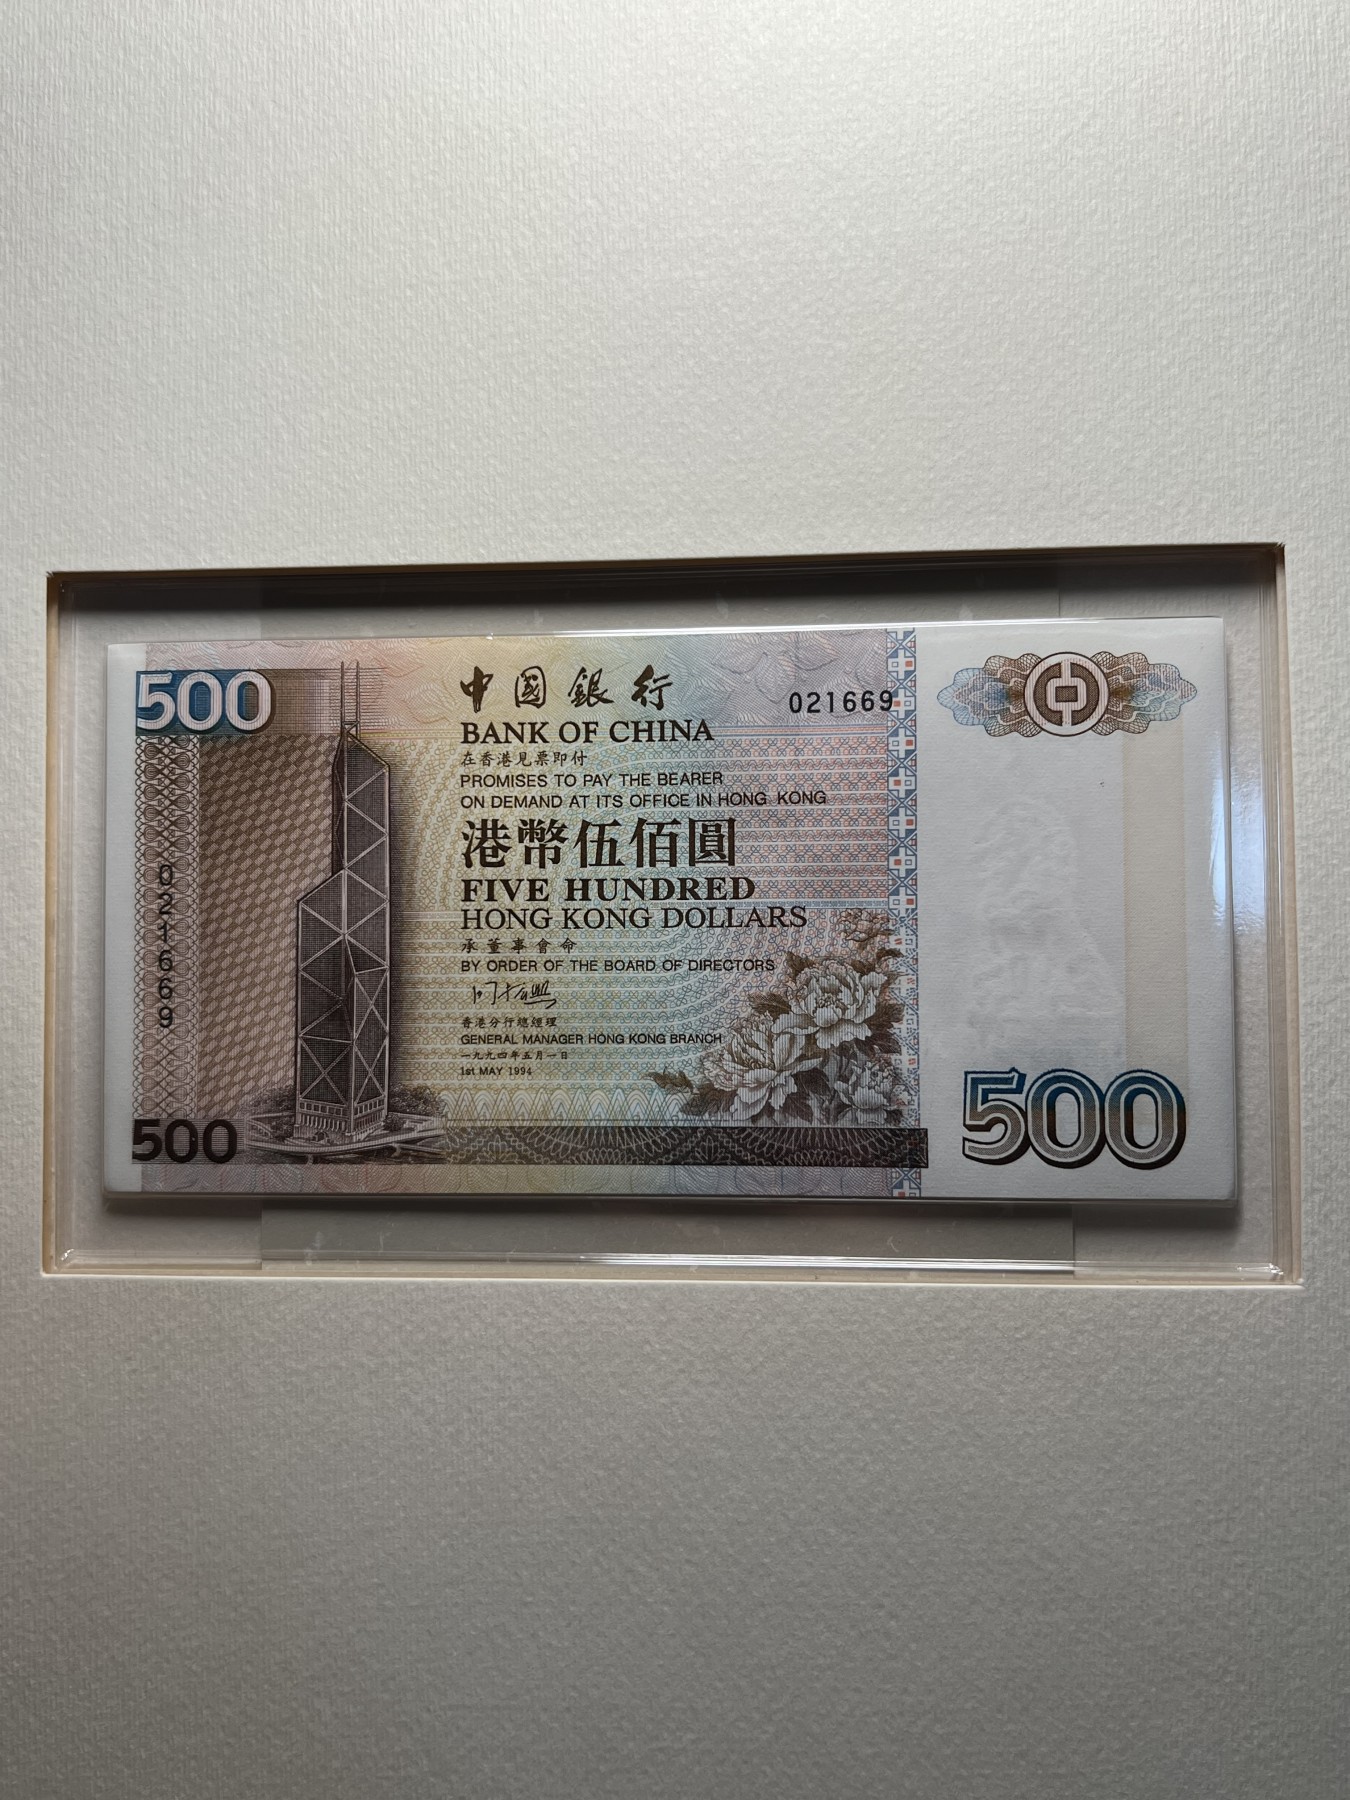 500
中國銀行
021669
BANK OF CHINA
在香港見票即付
PROMISES TO PAY THE BEARER
ON DEMAND AT ITS OFFICE IN HONG KONG
港幣伍佰圓
FIVE HUNDRED
HONG KONG DOLLARS
承董事會命
BY ORDER OF THE BOARD OF DIRECTORS
香港分行總經理
GENERAL MANAGER HONG KONG BRANCH
一九九四年五月一日
1st MAY 1994
021669
500
500